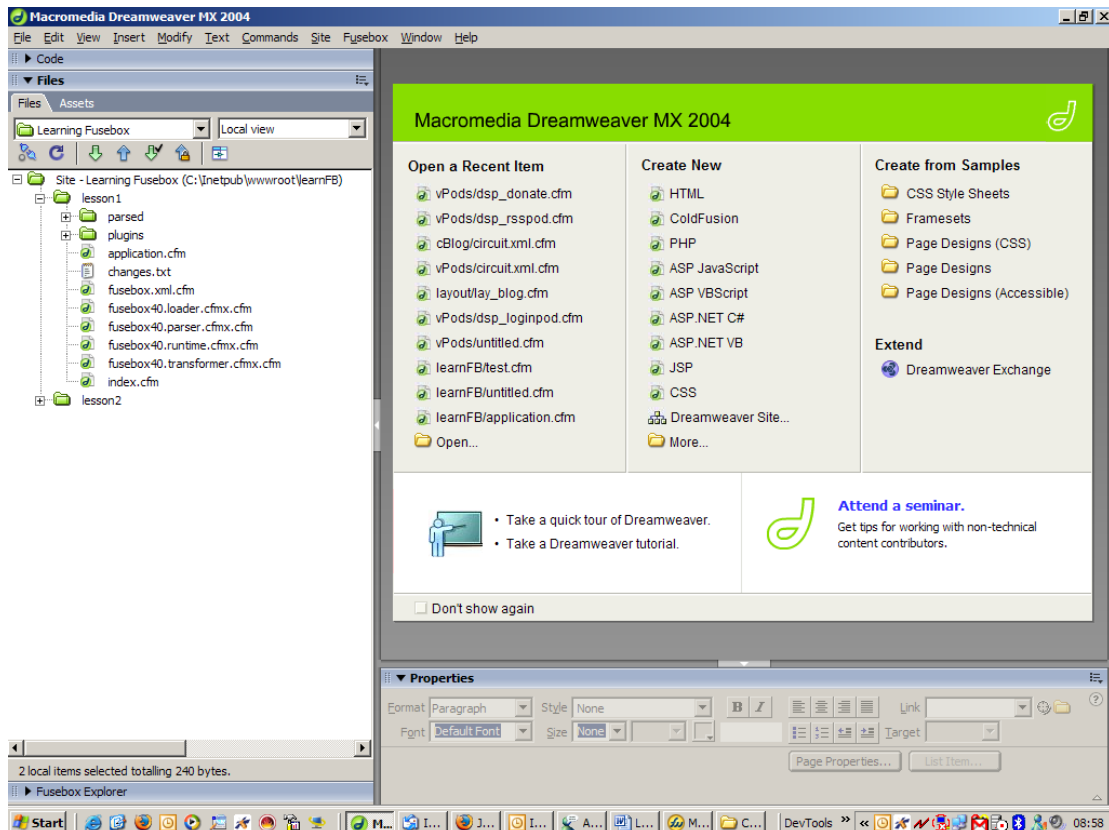 Macromedia Dreamweaver MX 2004
File Edit View Insert Modify Text Commands Site Fusebox Window Help
Code
Files
Files Assets
Learning Fusebox Local view
Site - Learning Fusebox (C:\Inetpub\wwwroot\learnFB)
lesson1
parsed
plugins
application.cfm
changes.txt
fusebox.xml.cfm
fusebox40.loader.cfmx.cfm
fusebox40.parser.cfmx.cfm
fusebox40.runtime.cfmx.cfm
fusebox40.transformer.cfmx.cfm
index.cfm
lesson2
2 local items selected totalling 240 bytes.
Fusebox Explorer
Macromedia Dreamweaver MX 2004
Open a Recent Item
vPods/dsp_donate.cfm
vPods/dsp_rsspod.cfm
cBlog/circuit.xml.cfm
vPods/circuit.xml.cfm
layout/lay_blog.cfm
vPods/dsp_loginpod.cfm
vPods/untitled.cfm
learnFB/test.cfm
learnFB/untitled.cfm
learnFB/application.cfm
Open...
Create New
HTML
ColdFusion
PHP
ASP JavaScript
ASP VBScript
ASP.NET C#
ASP.NET VB
JSP
CSS
Dreamweaver Site...
More...
Create from Samples
CSS Style Sheets
Framesets
Page Designs (CSS)
Page Designs
Page Designs (Accessible)
Extend
Dreamweaver Exchange
• Take a quick tour of Dreamweaver.
• Take a Dreamweaver tutorial.
Attend a seminar.
Get tips for working with non-technical
content contributors.
Don't show again
Properties
Format Paragraph Style None B I Link
Font Default Font Size None Target
Page Properties... List Item...
Start M... I... J... I... A... L... M... C... DevTools » « 08:58